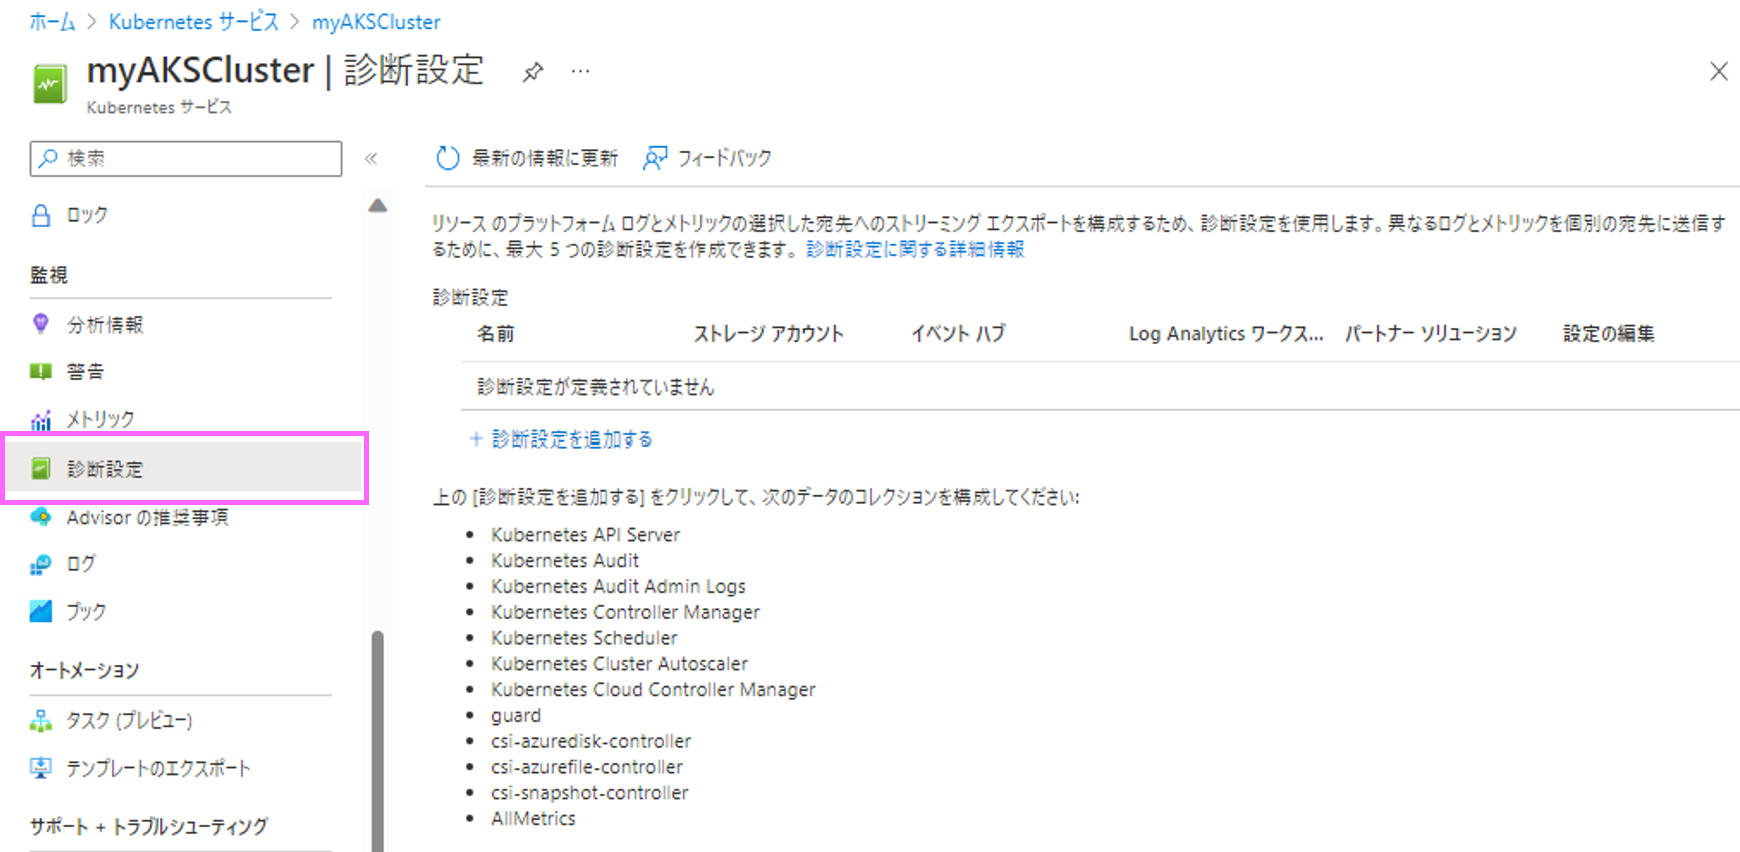 ホーム > Kubernetes サービス > myAKSCluster
myAKSCluster | 診断設定
Kubernetes サービス
検索
ロック
監視
分析情報
警告
メトリック
診断設定
Advisor の推奨事項
ログ
ブック
オートメーション
タスク (プレビュー)
テンプレートのエクスポート
サポート + トラブルシューティング
最新の情報に更新 フィードバック
リソース のプラットフォーム ログとメトリックの選択した宛先へのストリーミング エクスポートを構成するため、診断設定を使用します。異なるログとメトリックを個別の宛先に送信す
るために、最大 5 つの診断設定を作成できます。 診断設定に関する詳細情報
診断設定
名前 ストレージ アカウント イベント ハブ Log Analytics ワークス... パートナー ソリューション 設定の編集
診断設定が定義されていません
+ 診断設定を追加する
上の [診断設定を追加する] をクリックして、次のデータのコレクションを構成してください:
• Kubernetes API Server
• Kubernetes Audit
• Kubernetes Audit Admin Logs
• Kubernetes Controller Manager
• Kubernetes Scheduler
• Kubernetes Cluster Autoscaler
• Kubernetes Cloud Controller Manager
• guard
• csi-azuredisk-controller
• csi-azurefile-controller
• csi-snapshot-controller
• AllMetrics